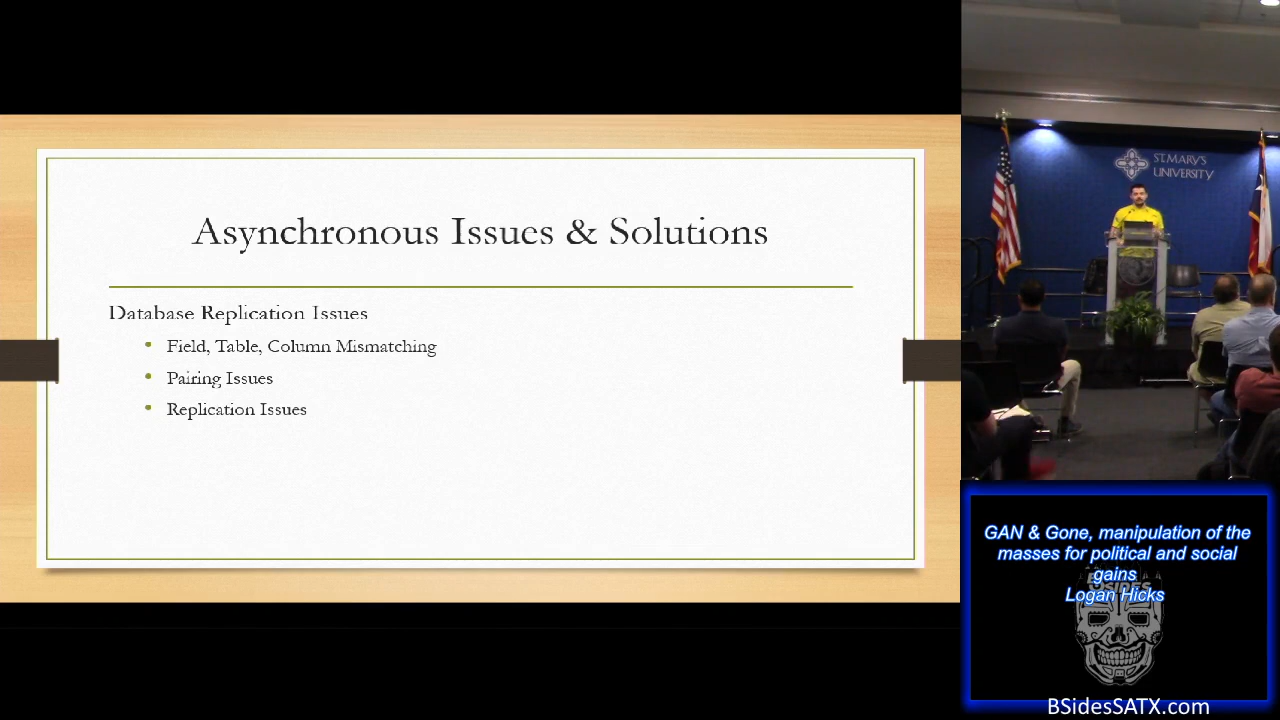 Asynchronous Issues & Solutions
Database Replication Issues
Field, Table, Column Mismatching
Pairing Issues
Replication Issues
ST.MARY'S
UNIVERSITY
GAN & Gone, manipulation of the
masses for political and social
gains
Logan Hicks
BSIDES
BSidesSATX.com